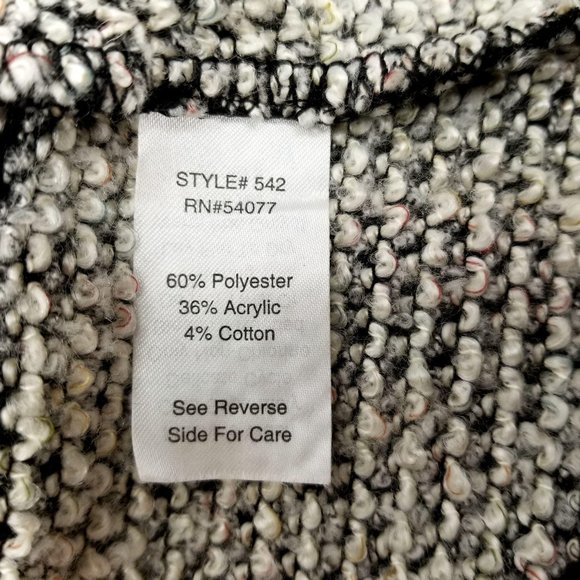 STYLE# 542
RN#54077
60% Polyester
36% Acrylic
4% Cotton
See Reverse
Side For Care